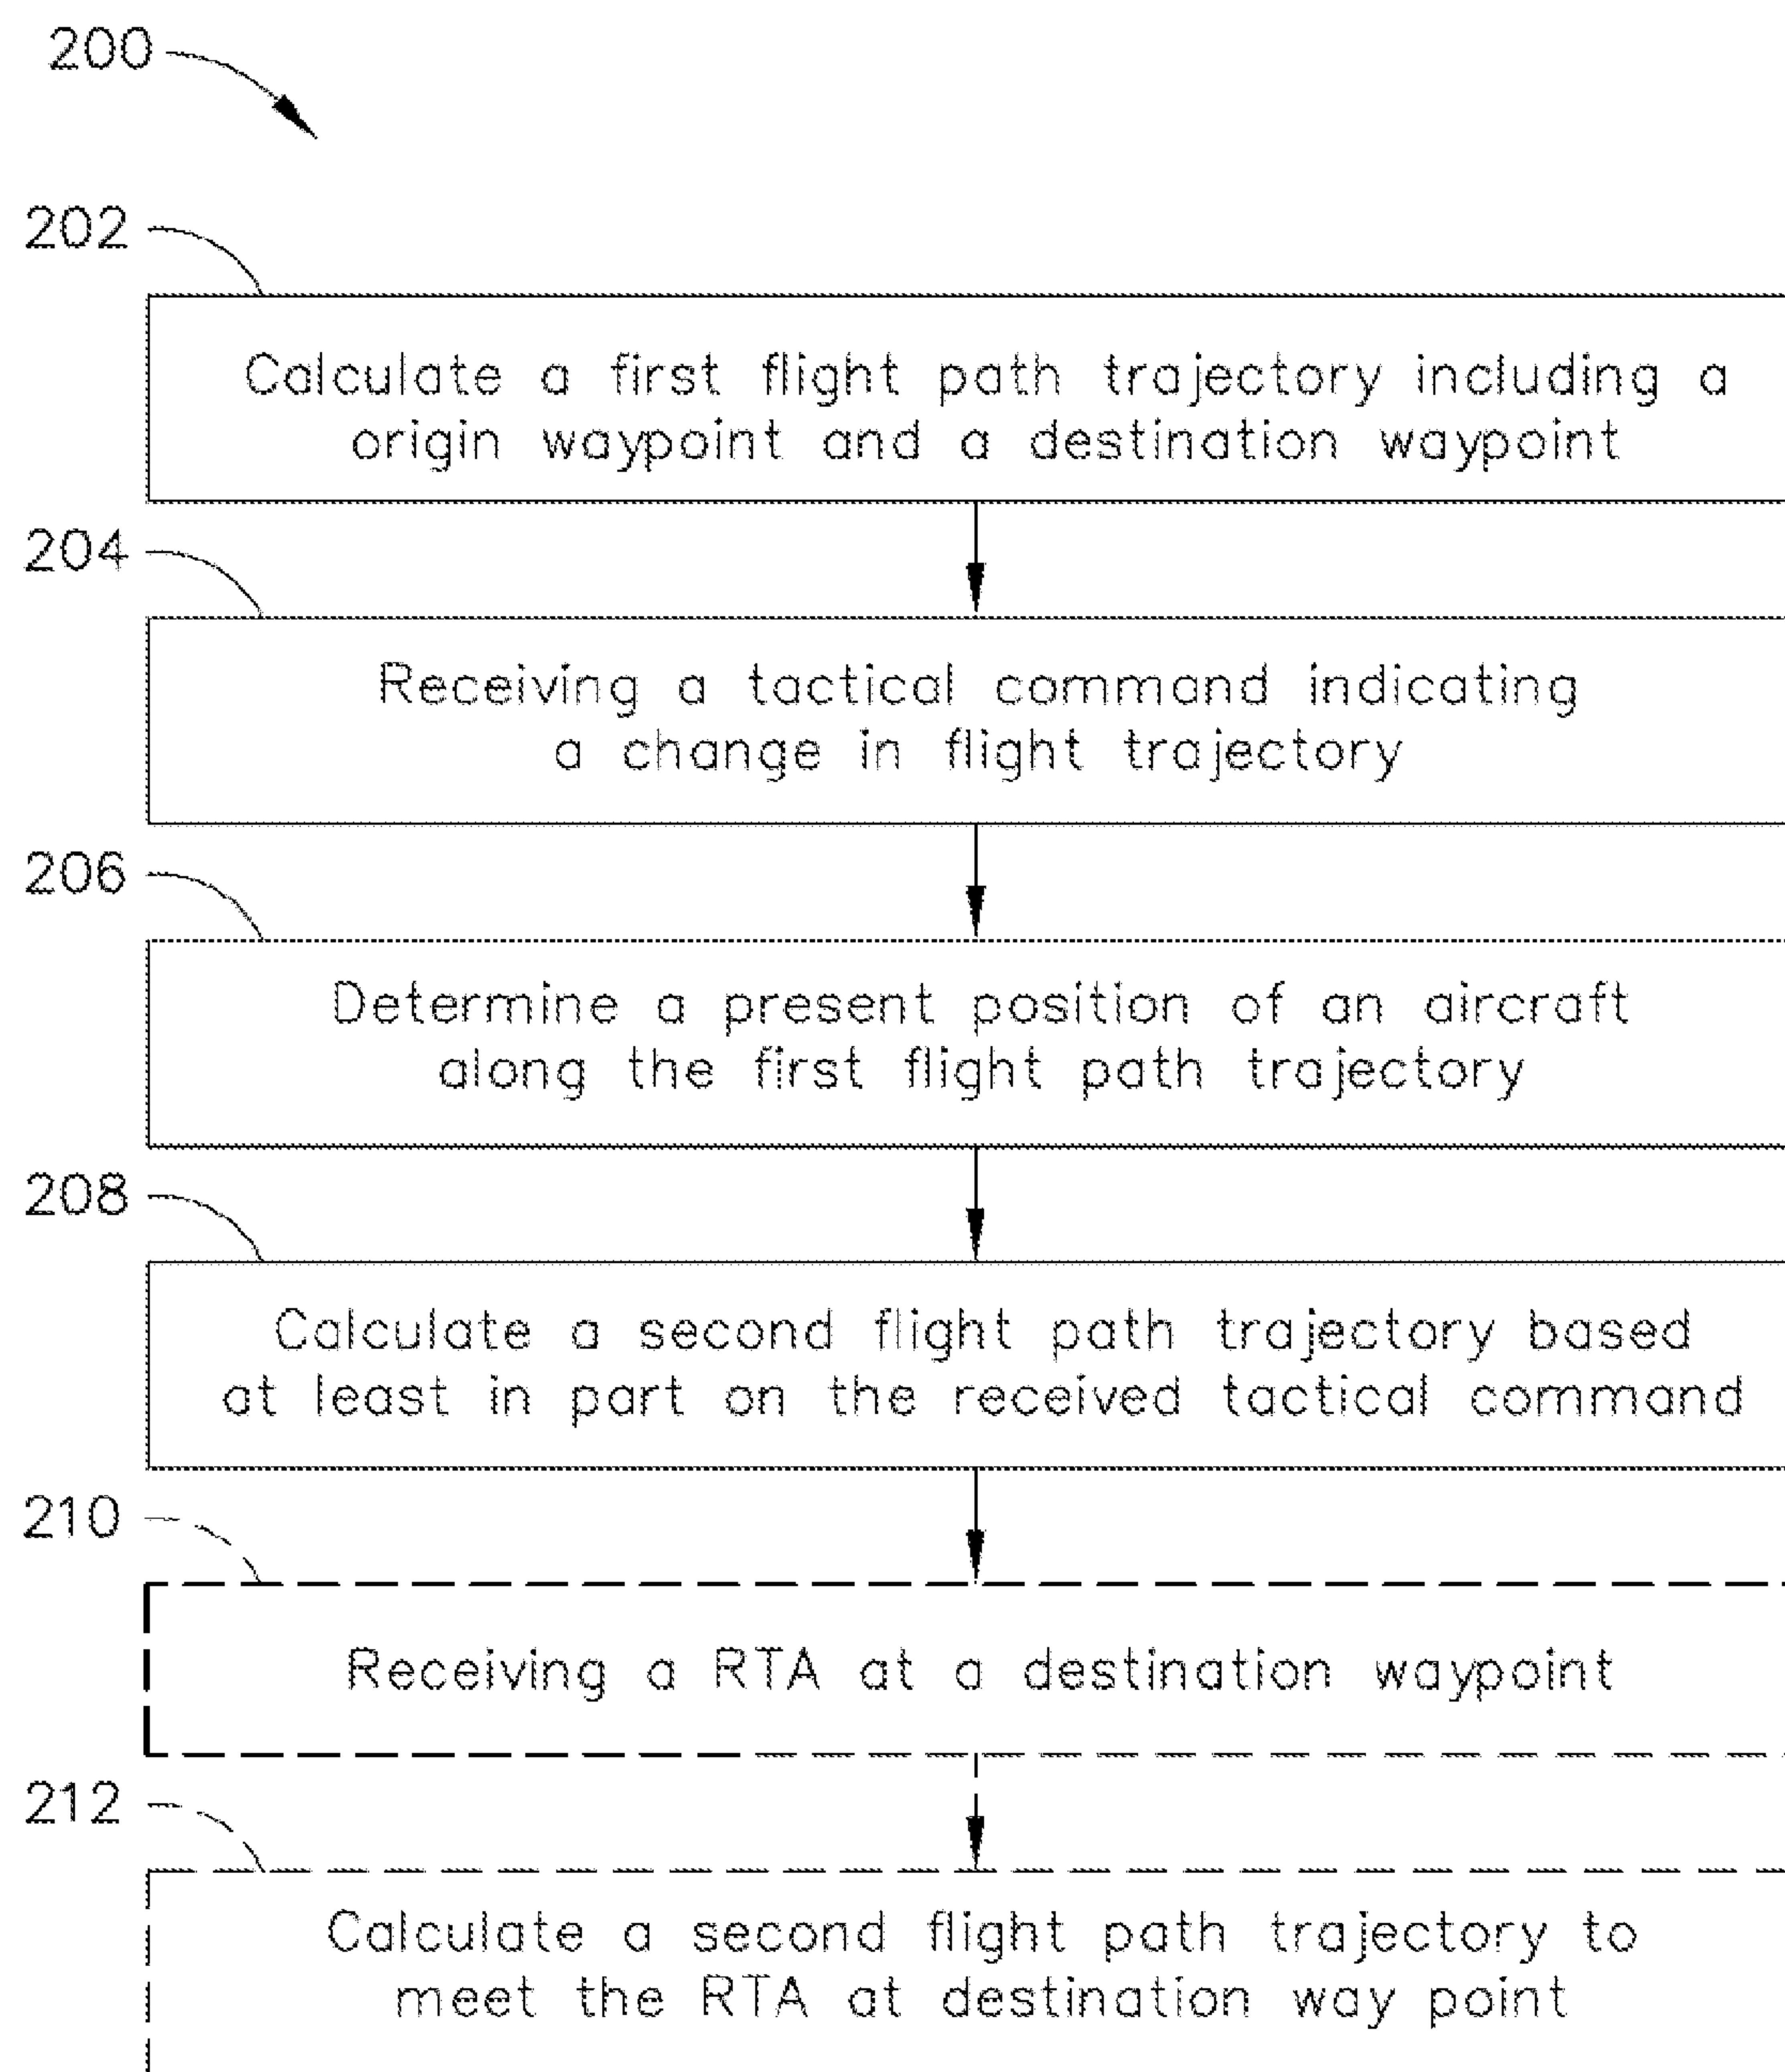 200
202
Calculate a first flight path trajectory including a
origin waypoint and a destination waypoint
204
Receiving a tactical command indicating
a change in flight trajectory
206
Determine a present position of an aircraft
along the first flight path trajectory
208
Calculate a second flight path trajectory based
at least in part on the received tactical command
210
Receiving a RTA at a destination waypoint
212
Calculate a second flight path trajectory to
meet the RTA at destination way point